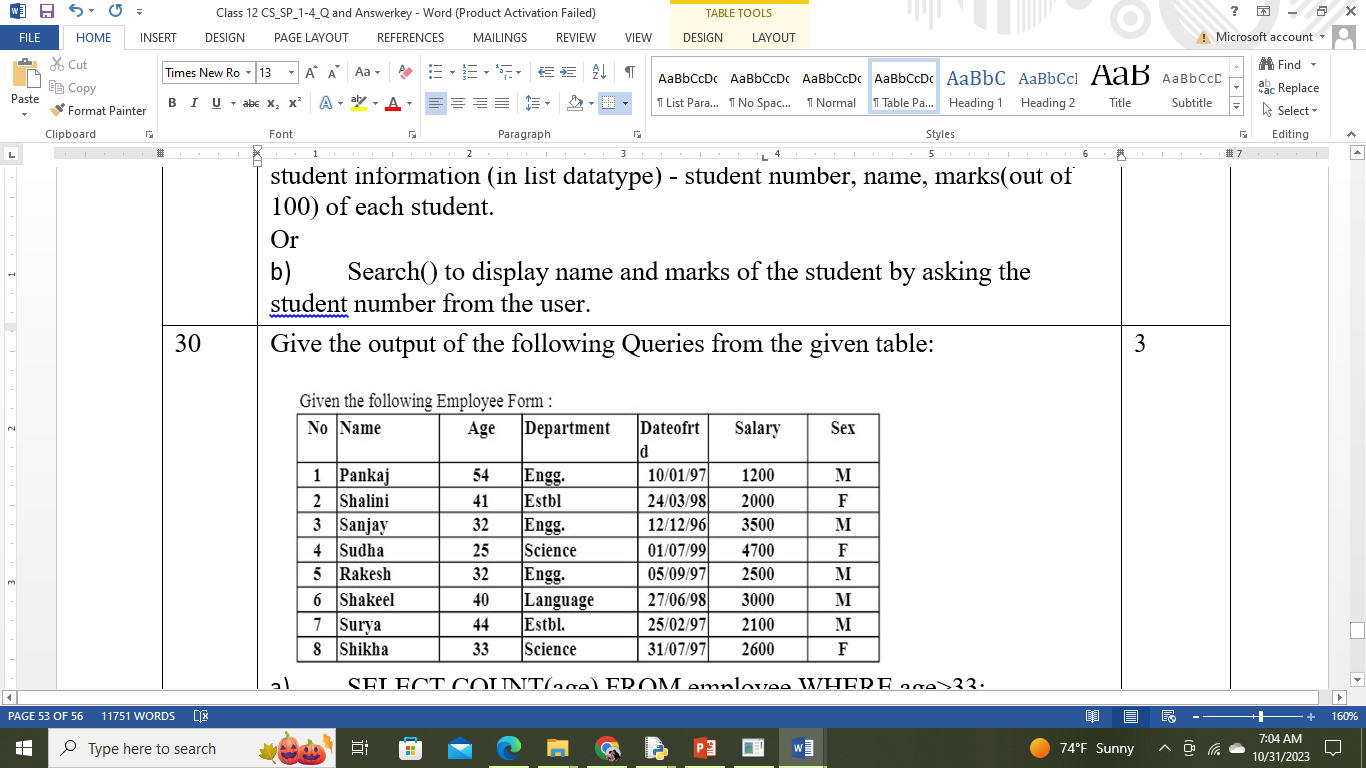 Class 12 CS_SP_1-4_Q and Answerkey - Word (Product Activation Failed)
TABLE TOOLS
FILE HOME INSERT DESIGN PAGE LAYOUT REFERENCES MAILINGS REVIEW VIEW DESIGN LAYOUT Microsoft account
Paste
Cut
Copy
Format Painter
Times New Ro 13
AaBbCcDc AaBbCcDc AaBbCcDc AaBbCcDc AaBbC AaBbCcI AaB AaBbCcD
¶ List Para... ¶ No Spac... ¶ Normal ¶ Table Pa... Heading 1 Heading 2 Title Subtitle
Find
Replace
Select
Clipboard Font Paragraph Styles Editing
student information (in list datatype) - student number, name, marks(out of
100) of each student.
Or
b) Search() to display name and marks of the student by asking the
student number from the user.
30 Give the output of the following Queries from the given table: 3
Given the following Employee Form :
No Name Age Department Dateofrt Salary Sex
d
1 Pankaj 54 Engg. 10/01/97 1200 M
2 Shalini 41 Estbl 24/03/98 2000 F
3 Sanjay 32 Engg. 12/12/96 3500 M
4 Sudha 25 Science 01/07/99 4700 F
5 Rakesh 32 Engg. 05/09/97 2500 M
6 Shakeel 40 Language 27/06/98 3000 M
7 Surya 44 Estbl. 25/02/97 2100 M
8 Shikha 33 Science 31/07/97 2600 F
a) SELECT COUNT(age) FROM employee WHERE age>33;
PAGE 53 OF 56 11751 WORDS 160%
Type here to search
74°F Sunny
7:04 AM
10/31/2023